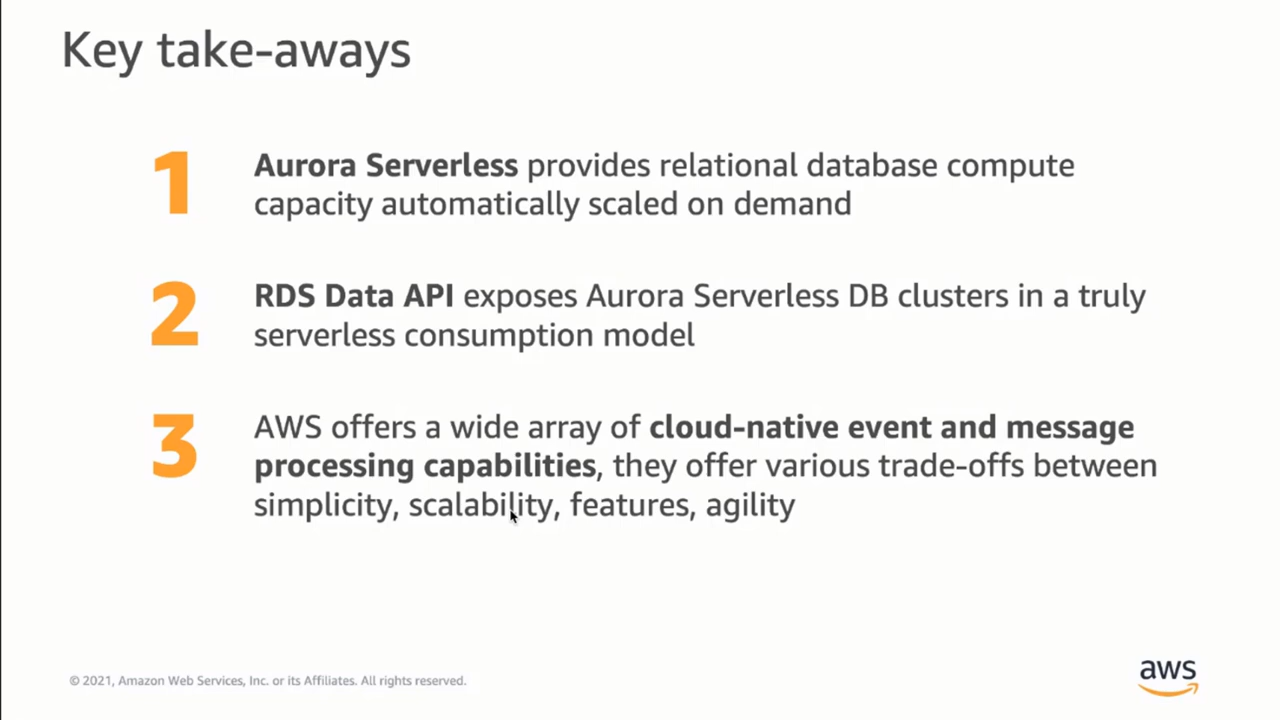 Key take-aways
1
Aurora Serverless provides relational database compute
capacity automatically scaled on demand
2
RDS Data API exposes Aurora Serverless DB clusters in a truly
serverless consumption model
3
AWS offers a wide array of cloud-native event and message
processing capabilities, they offer various trade-offs between
simplicity, scalability, features, agility
© 2021, Amazon Web Services, Inc. or its Affiliates. All rights reserved.
aws